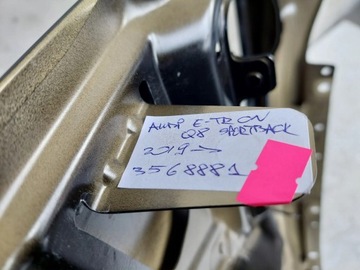 AUDI E-TRON
Q8 SPORTBACK
2019 →
3568881